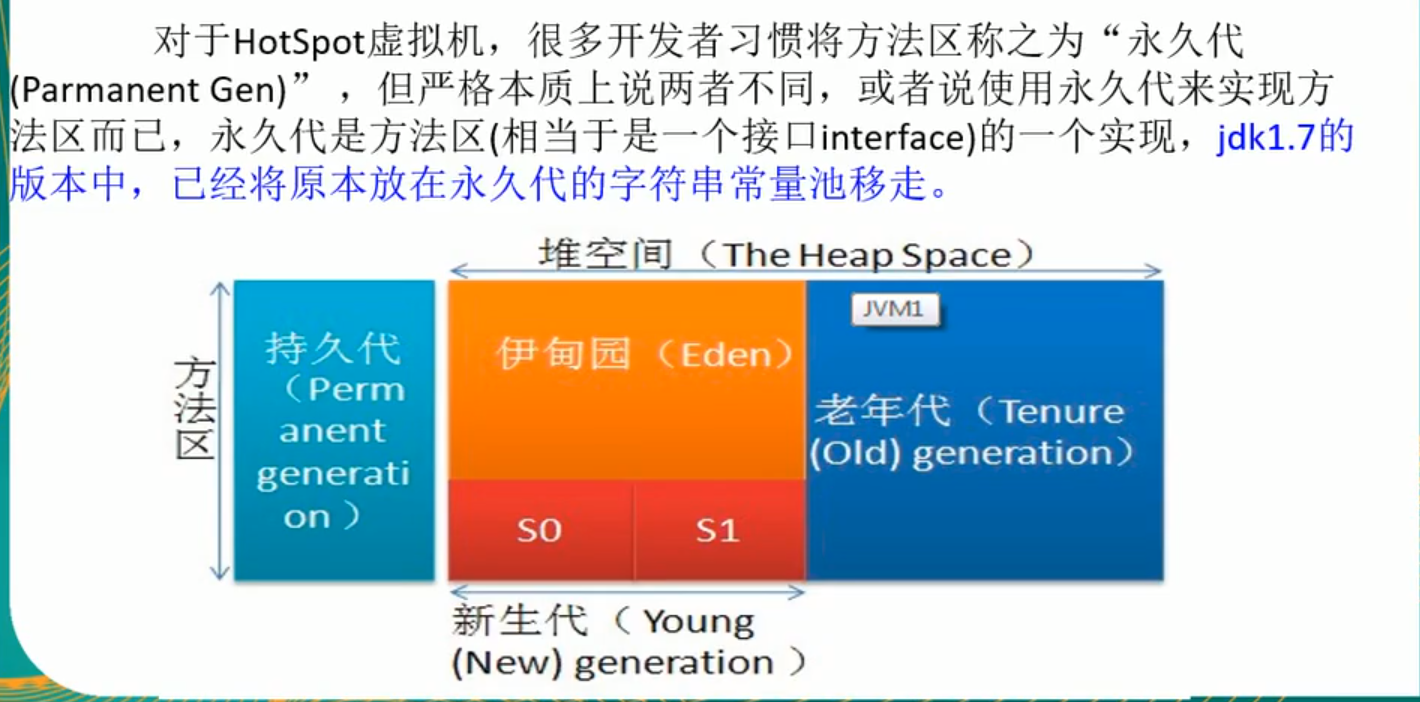 对于HotSpot虚拟机，很多开发者习惯将方法区称之为“永久代
(Parmanent Gen)” ，但严格本质上说两者不同，或者说使用永久代来实现方
法区而已，永久代是方法区(相当于是一个接口interface)的一个实现，jdk1.7的
版本中，已经将原本放在永久代的字符串常量池移走。
堆空间（The Heap Space）
方法区
持久代
（Perm
anent
generati
on ）
伊甸园（Eden）
S0
S1
JVM1
老年代（Tenure
(Old) generation）
新生代（ Young
(New) generation ）